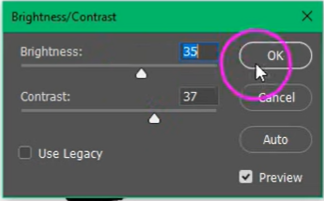 Brightness/Contrast
Brightness: 35
OK
Contrast: 37
Cancel
Auto
Use Legacy
Preview